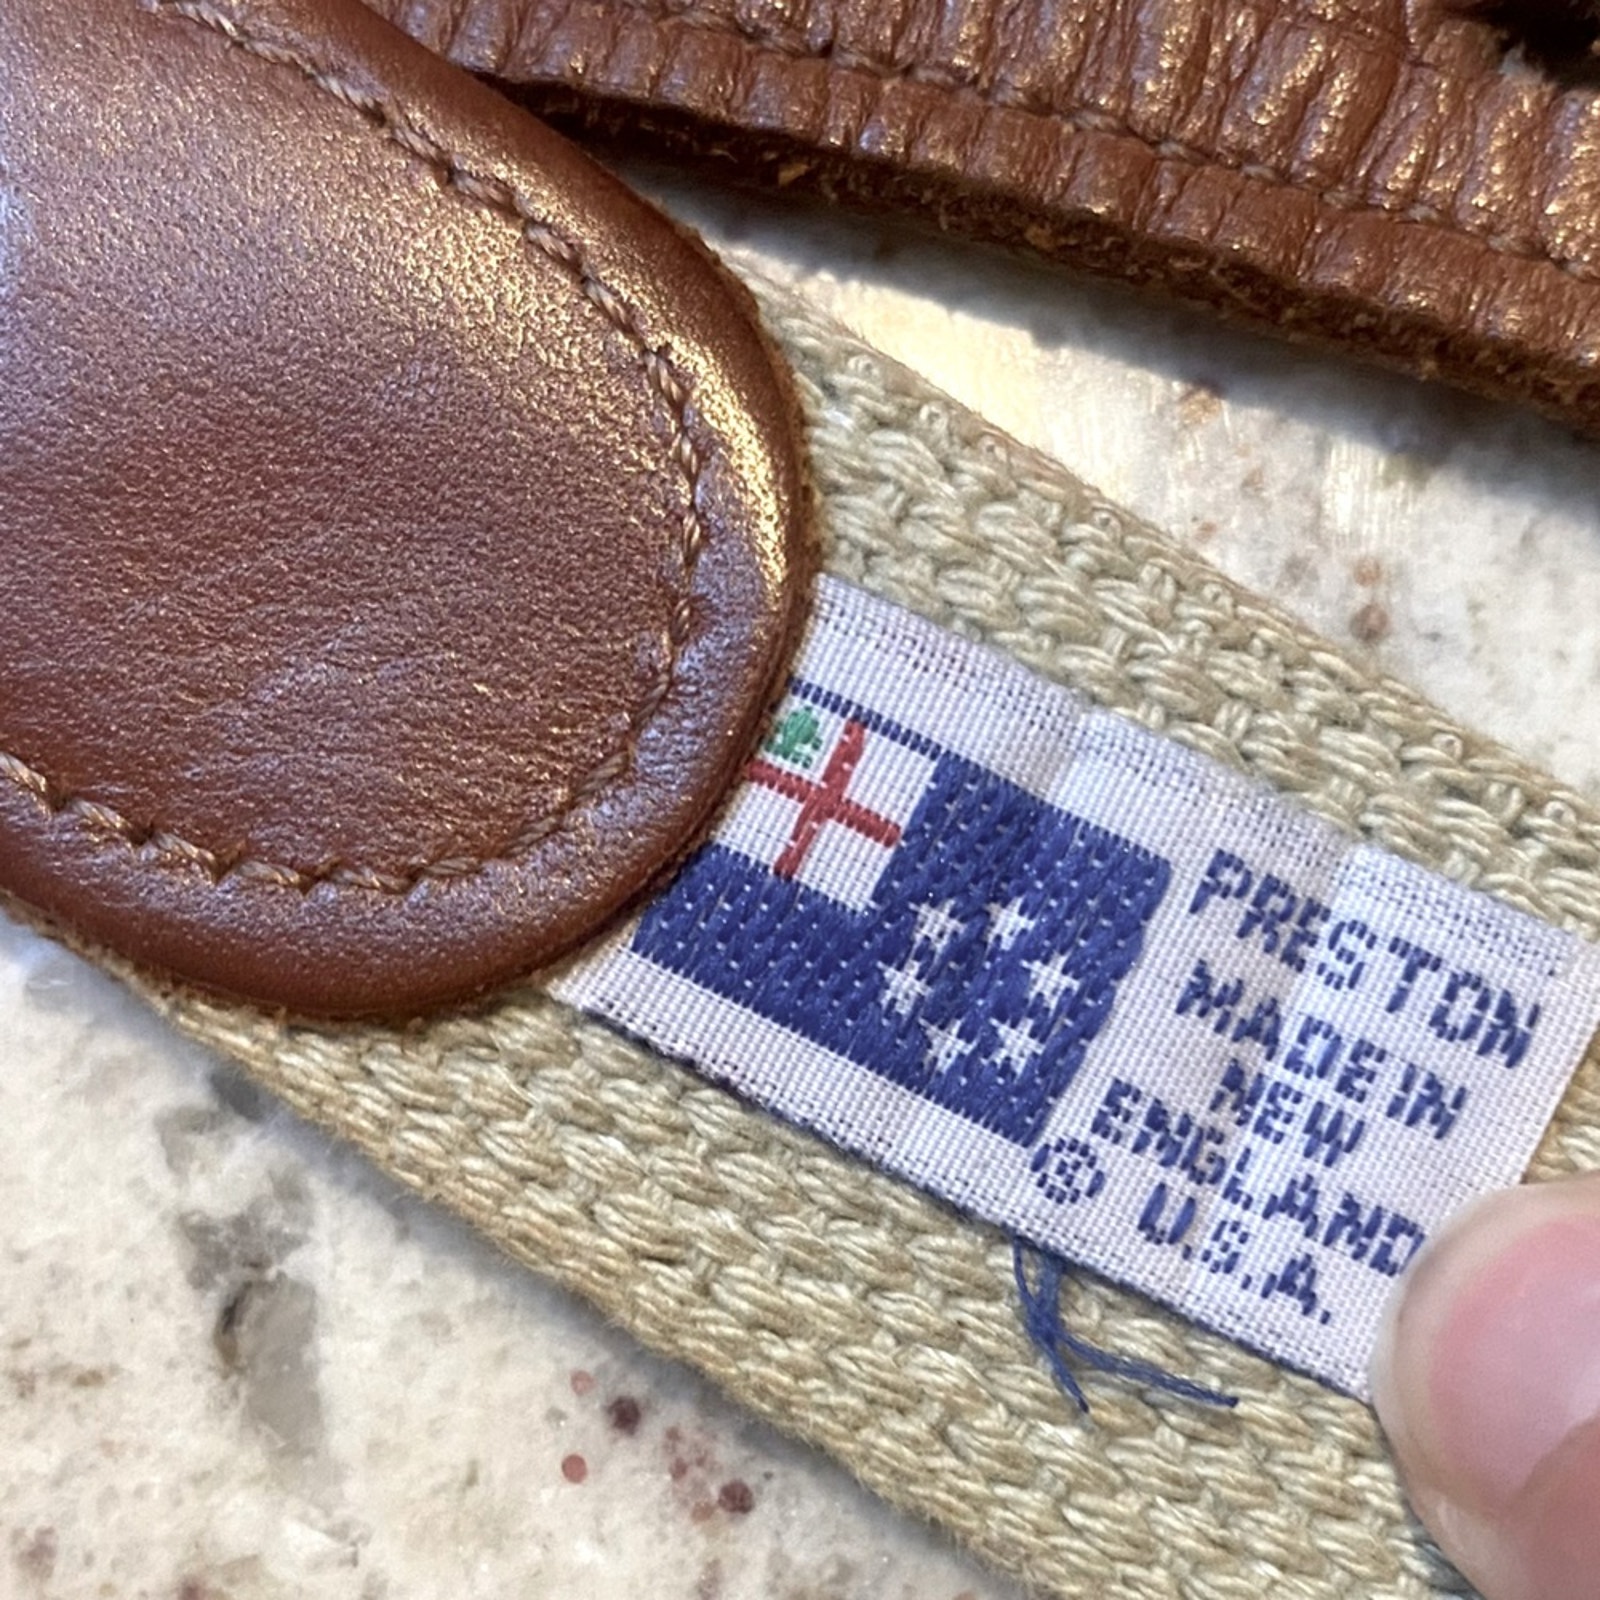 PRESTON
MADE IN
NEW
ENGLAND
® U.S.A.